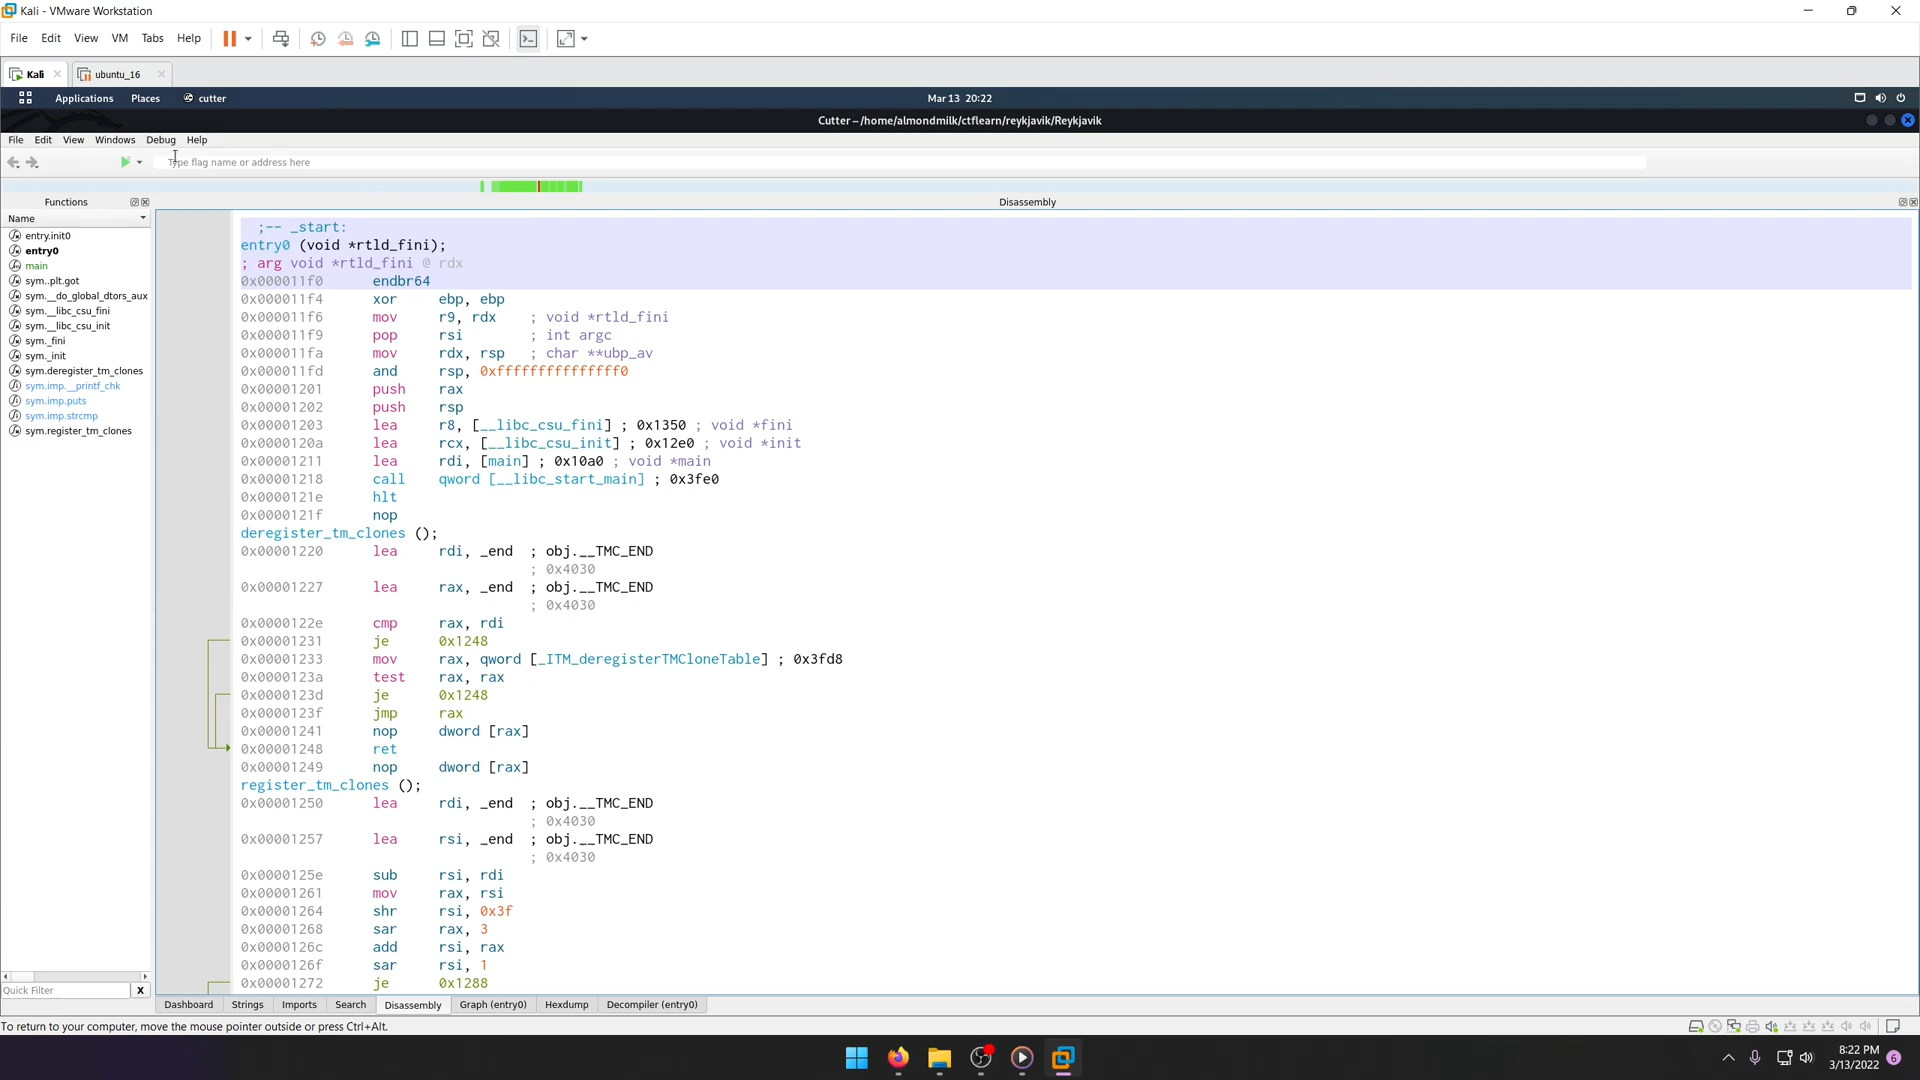 Kali - VMware Workstation
File Edit View VM Tabs Help
Kali ubuntu_16
Applications Places cutter Mar 13 20:22
Cutter – /home/almondmilk/ctflearn/reykjavik/Reykjavik
File Edit View Windows Debug Help
Type flag name or address here
Functions
Disassembly
Name
entry.init0
entry0
main
sym..plt.got
sym.__do_global_dtors_aux
sym.__libc_csu_fini
sym.__libc_csu_init
sym._fini
sym._init
sym.deregister_tm_clones
sym.imp.__printf_chk
sym.imp.puts
sym.imp.strcmp
sym.register_tm_clones
Quick Filter X
;-- _start:
entry0 (void *rtld_fini);
; arg void *rtld_fini @ rdx
0x000011f0 endbr64
0x000011f4 xor ebp, ebp
0x000011f6 mov r9, rdx ; void *rtld_fini
0x000011f9 pop rsi ; int argc
0x000011fa mov rdx, rsp ; char **ubp_av
0x000011fd and rsp, 0xfffffffffffffff0
0x00001201 push rax
0x00001202 push rsp
0x00001203 lea r8, [__libc_csu_fini] ; 0x1350 ; void *fini
0x0000120a lea rcx, [__libc_csu_init] ; 0x12e0 ; void *init
0x00001211 lea rdi, [main] ; 0x10a0 ; void *main
0x00001218 call qword [__libc_start_main] ; 0x3fe0
0x0000121e hlt
0x0000121f nop
deregister_tm_clones ();
0x00001220 lea rdi, _end ; obj.__TMC_END
; 0x4030
0x00001227 lea rax, _end ; obj.__TMC_END
; 0x4030
0x0000122e cmp rax, rdi
0x00001231 je 0x1248
0x00001233 mov rax, qword [_ITM_deregisterTMCloneTable] ; 0x3fd8
0x0000123a test rax, rax
0x0000123d je 0x1248
0x0000123f jmp rax
0x00001241 nop dword [rax]
0x00001248 ret
0x00001249 nop dword [rax]
register_tm_clones ();
0x00001250 lea rdi, _end ; obj.__TMC_END
; 0x4030
0x00001257 lea rsi, _end ; obj.__TMC_END
; 0x4030
0x0000125e sub rsi, rdi
0x00001261 mov rax, rsi
0x00001264 shr rsi, 0x3f
0x00001268 sar rax, 3
0x0000126c add rsi, rax
0x0000126f sar rsi, 1
0x00001272 je 0x1288
Dashboard Strings Imports Search Disassembly Graph (entry0) Hexdump Decompiler (entry0)
To return to your computer, move the mouse pointer outside or press Ctrl+Alt.
8:22 PM
3/13/2022 6